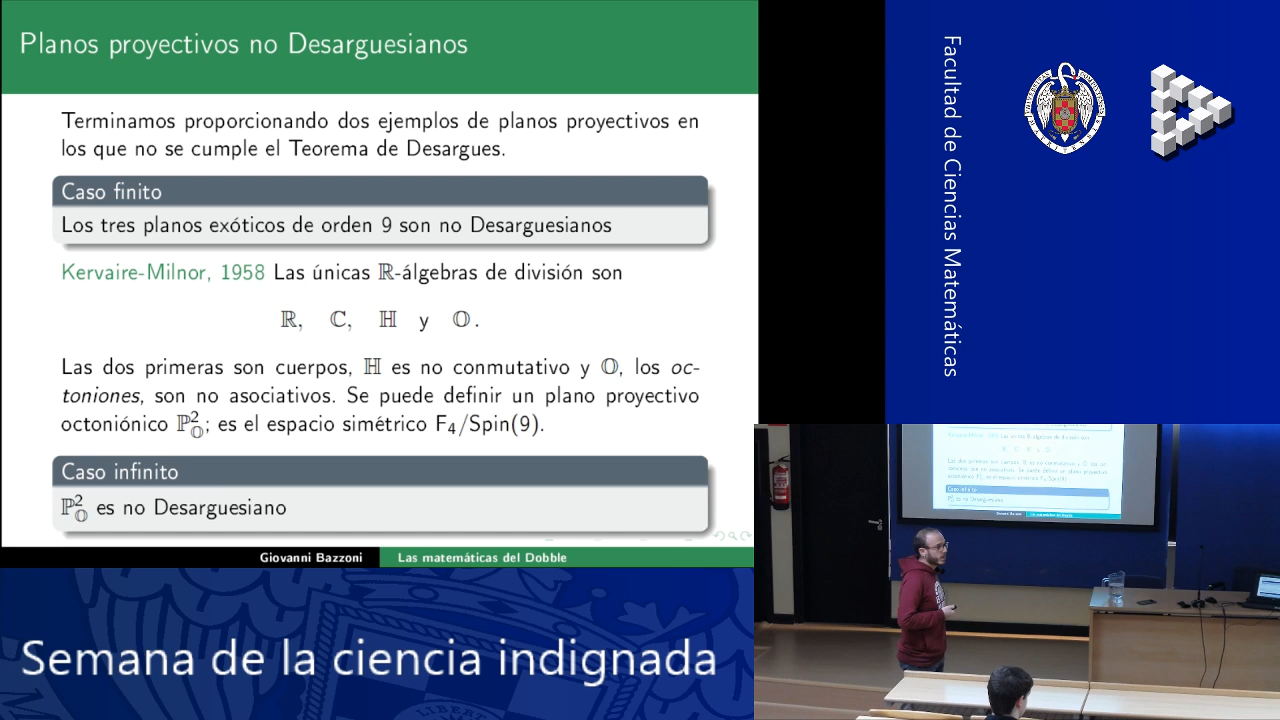 Planos proyectivos no Desarguesianos
Terminamos proporcionando dos ejemplos de planos proyectivos en
los que no se cumple el Teorema de Desargues.
Caso finito
Los tres planos exóticos de orden 9 son no Desarguesianos
Kervaire-Milnor, 1958 Las únicas ℝ-álgebras de división son
ℝ, ℂ, ℍ y 𝕆.
Las dos primeras son cuerpos, ℍ es no conmutativo y 𝕆, los oc-
toniones, son no asociativos. Se puede definir un plano proyectivo
octoniónico ℙ²𝕆; es el espacio simétrico F₄/Spin(9).
Caso infinito
ℙ²𝕆 es no Desarguesiano
Giovanni Bazzoni Las matemáticas del Dobble
Semana de la ciencia indignada
Facultad de Ciencias Matemáticas